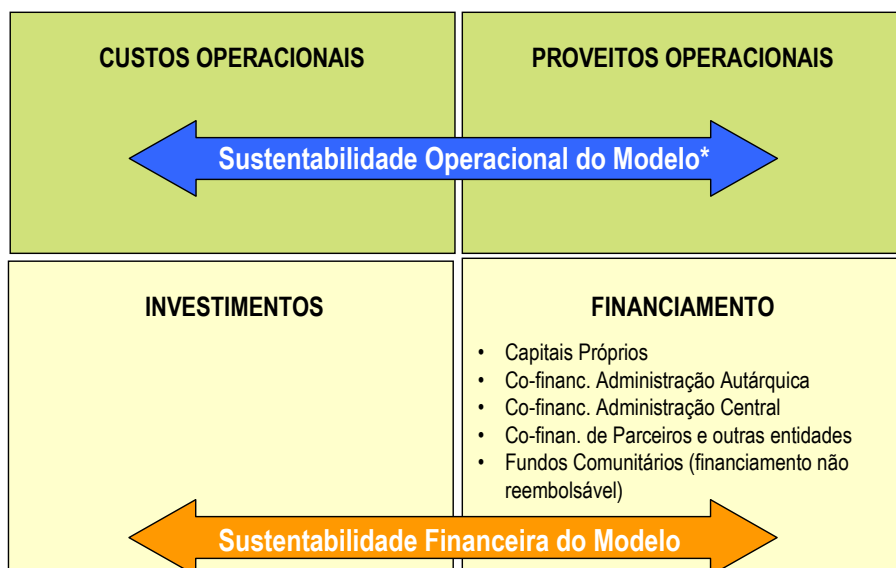 CUSTOS OPERACIONAIS
PROVEITOS OPERACIONAIS
Sustentabilidade Operacional do Modelo*
INVESTIMENTOS
FINANCIAMENTO
• Capitais Próprios
• Co-financ. Administração Autárquica
• Co-financ. Administração Central
• Co-finan. de Parceiros e outras entidades
• Fundos Comunitários (financiamento não
reembolsável)
Sustentabilidade Financeira do Modelo